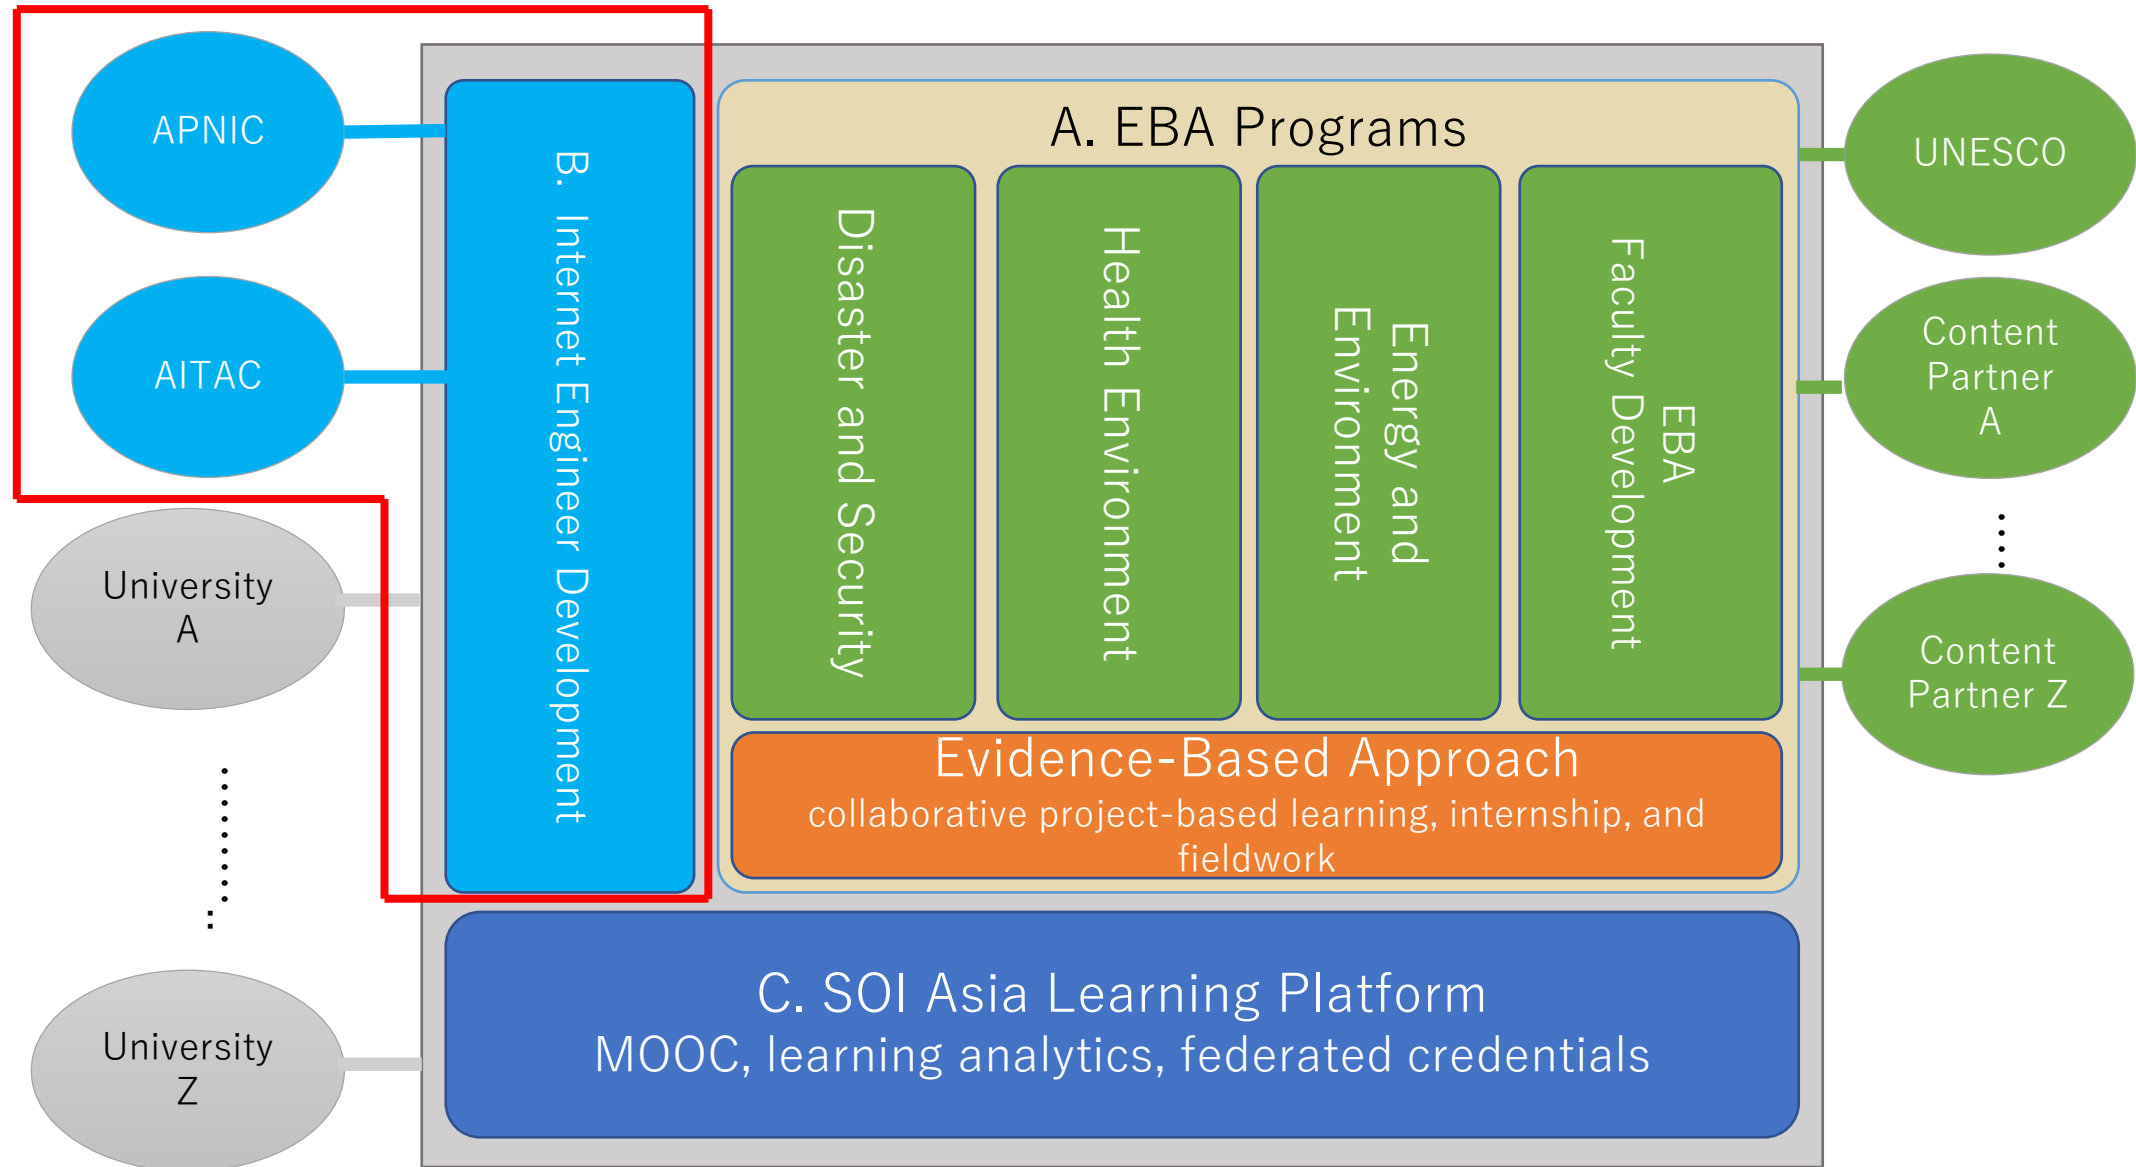 APNIC
AITAC
University
A
University
Z
B. Internet Engineer Development
A. EBA Programs
Disaster and Security
Health Environment
Energy and
Environment
EBA
Faculty Development
Evidence-Based Approach
collaborative project-based learning, internship, and
fieldwork
C. SOI Asia Learning Platform
MOOC, learning analytics, federated credentials
UNESCO
Content
Partner
A
Content
Partner Z